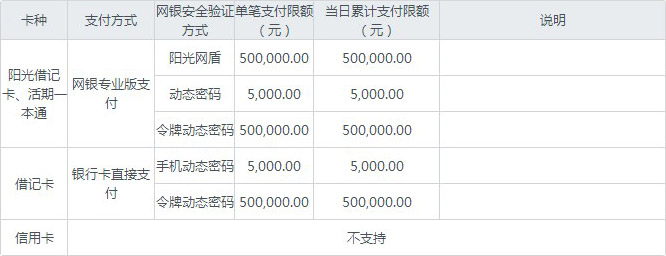 卡种 支付方式 网银安全验证方式 单笔支付限额（元） 当日累计支付限额（元） 说明
阳光借记卡、活期一本通 网银专业版支付 阳光网盾 500,000.00 500,000.00
动态密码 5,000.00 5,000.00
令牌动态密码 500,000.00 500,000.00
借记卡 银行卡直接支付 手机动态密码 5,000.00 5,000.00
令牌动态密码 500,000.00 500,000.00
信用卡 不支持